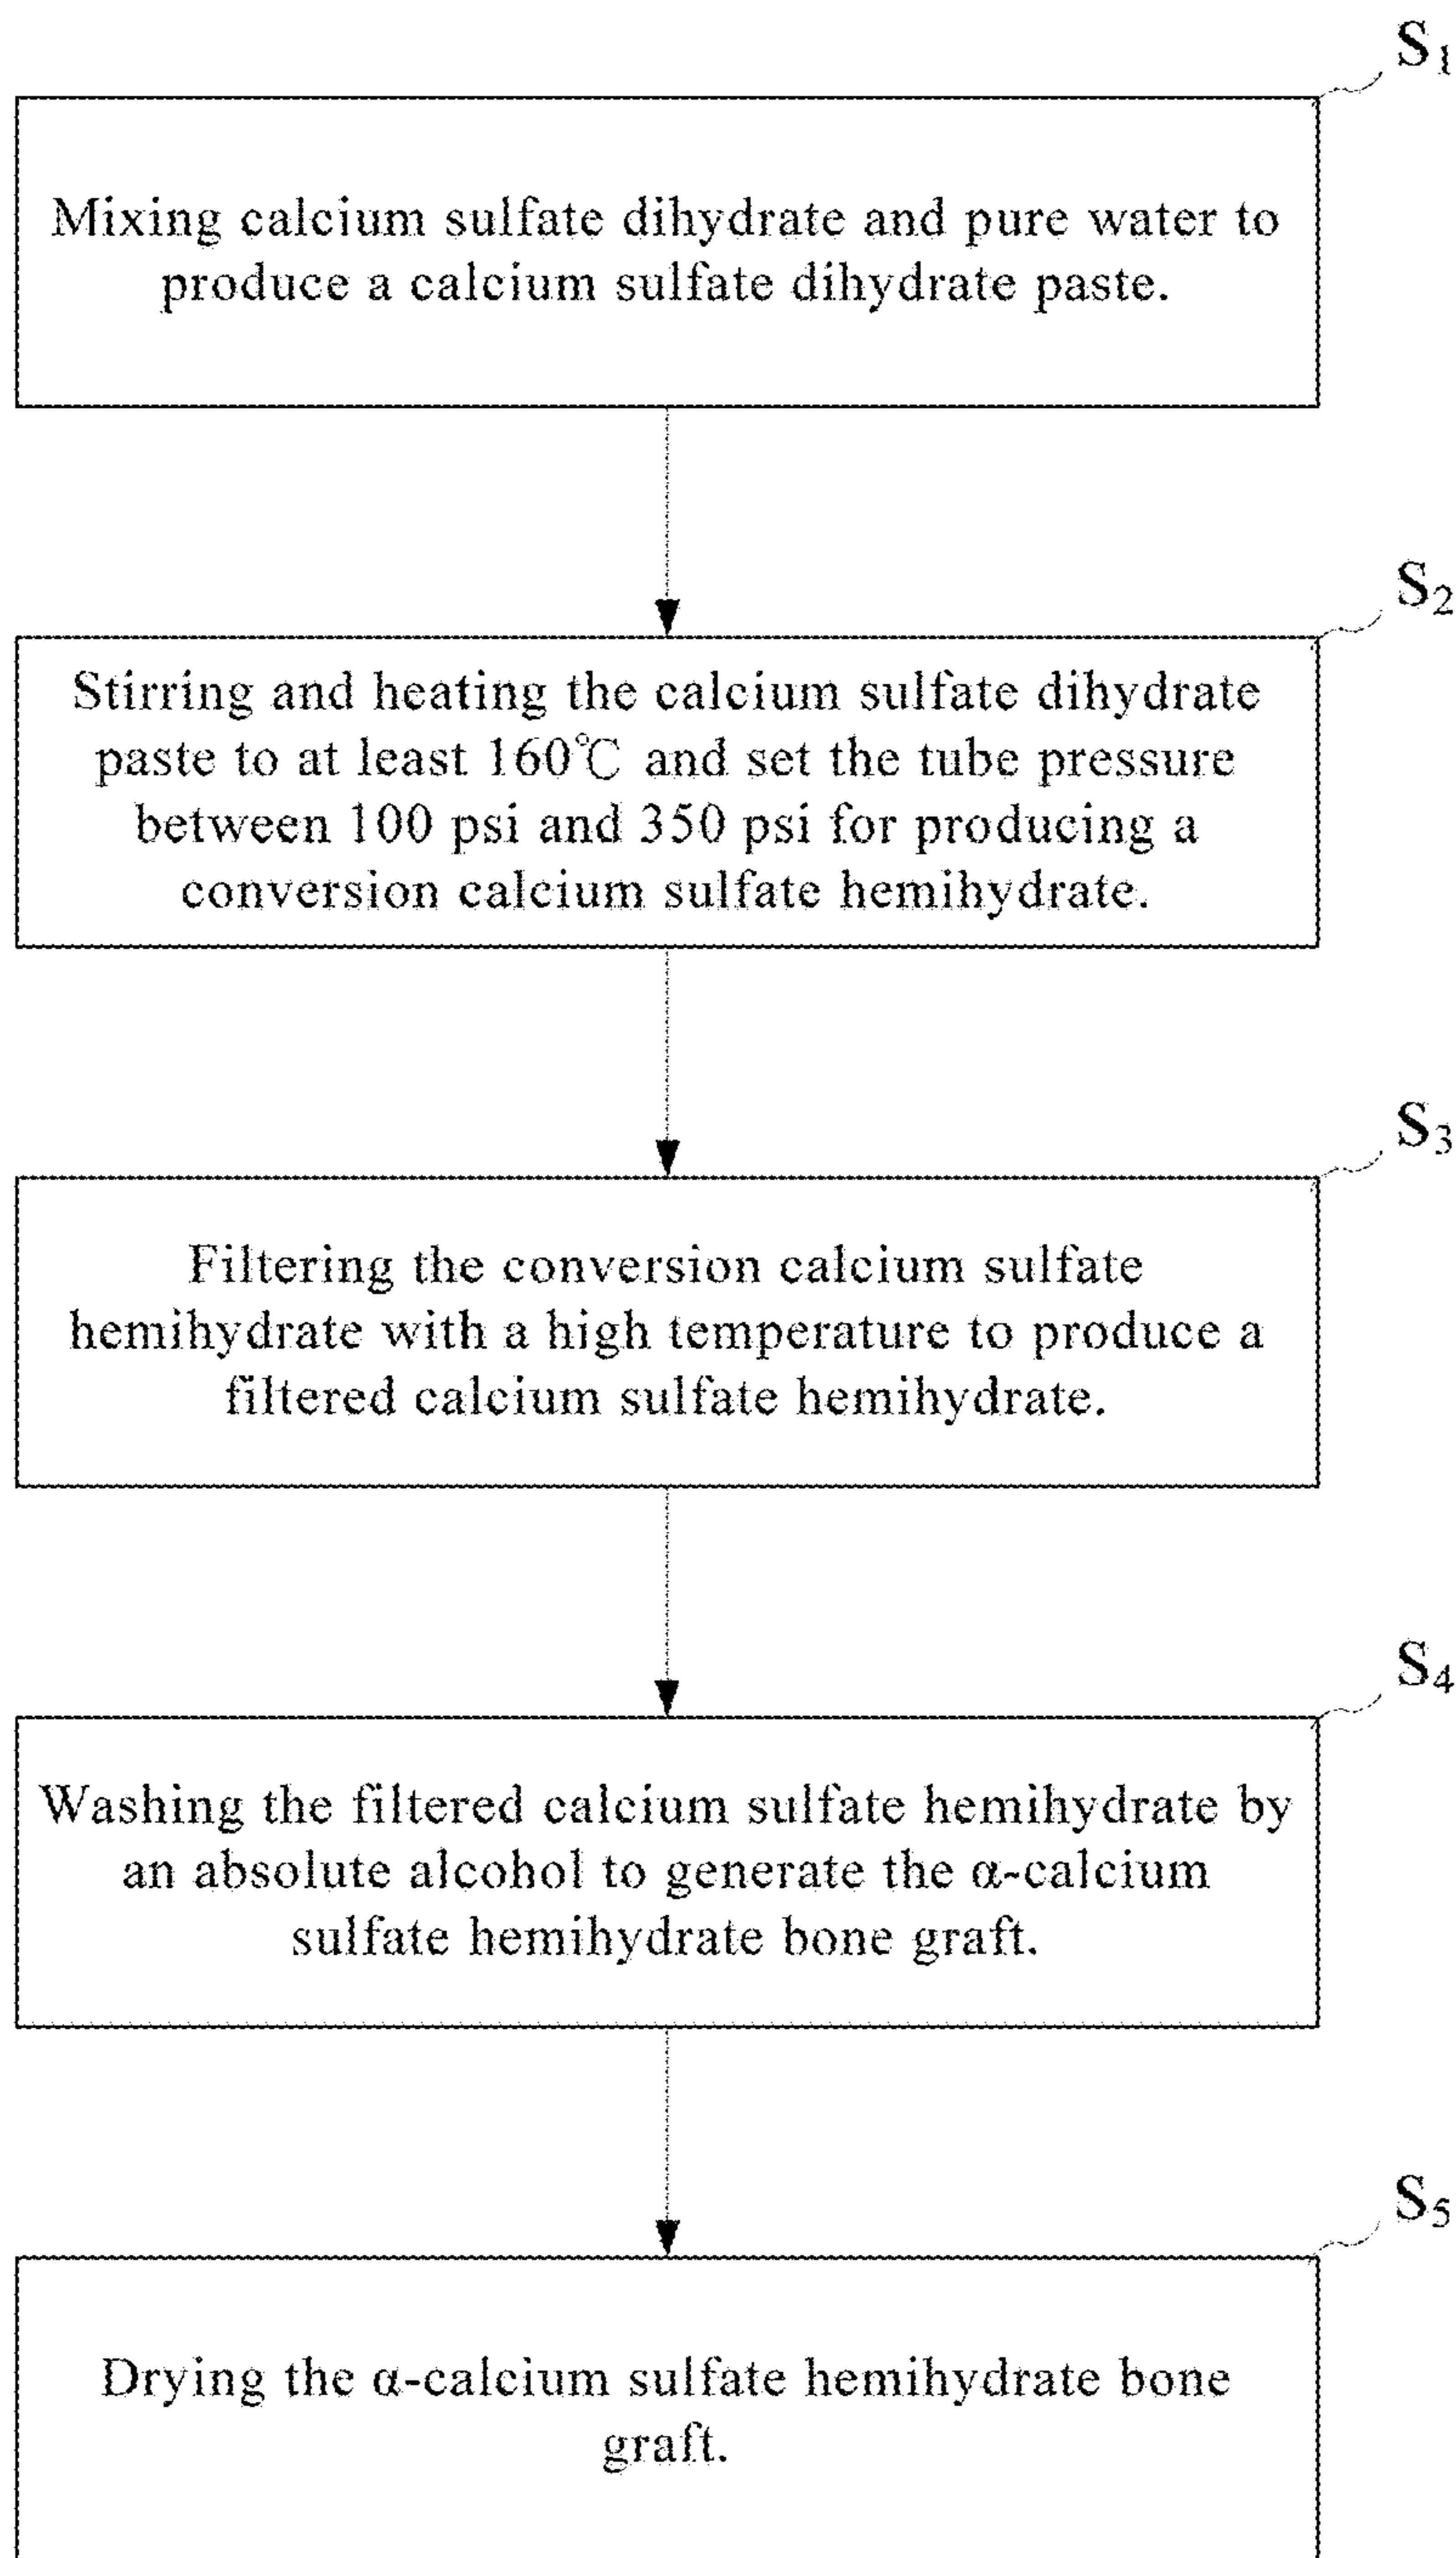 S1
Mixing calcium sulfate dihydrate and pure water to
produce a calcium sulfate dihydrate paste.
S2
Stirring and heating the calcium sulfate dihydrate
paste to at least 160℃ and set the tube pressure
between 100 psi and 350 psi for producing a
conversion calcium sulfate hemihydrate.
S3
Filtering the conversion calcium sulfate
hemihydrate with a high temperature to produce a
filtered calcium sulfate hemihydrate.
S4
Washing the filtered calcium sulfate hemihydrate by
an absolute alcohol to generate the α-calcium
sulfate hemihydrate bone graft.
S5
Drying the α-calcium sulfate hemihydrate bone
graft.